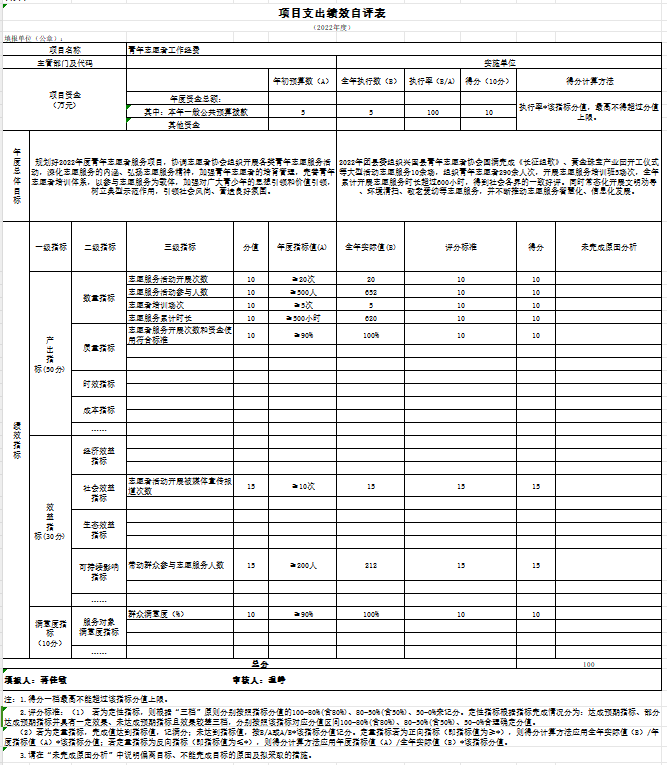 项目支出绩效自评表
（2022年度）
填报单位（公章）：
项目名称 青年志愿者工作经费
主管部门及代码 实施单位
项目资金（万元） 年初预算数（A） 全年执行数（B） 执行率（B/A） 得分（10分） 得分计算方法
年度资金总额： 执行率*该指标分值，最高不得超过分值上限。
其中：本年一般公共预算拨款 5 5 100 10
其他资金
年度总体目标
规划好2022年度青年志愿者服务项目，协调志愿者协会组织开展各类青年志愿服务活
动，深化志愿服务的内涵、弘扬志愿服务精神，加强青年志愿者的培育管理，完善青年
志愿者培训体系，以参与志愿服务为载体，加强对广大青少年的思想引领和价值引领，
树立典型示范作用，引领社会风尚、营造良好氛围。
2022年团县委组织兴国县青年志愿者协会圆满完成《长征组歌》、
等大型活动志愿服务10余场，组织青年志愿者290余人次，开展志愿服务培训班5场次，全年
累计开展志愿服务时长超过600小时，得到社会各界的一致好评。同时常态化开展文明劝导
、环境清扫、敬老爱幼等志愿服务，并不断推动志愿服务智慧化、信息化发展。
绩效指标
一级指标 二级指标 三级指标 分值 年度指标值(A) 全年实际值(B) 评分标准 得分 未完成原因分析
产出指标(50分)
数量指标
志愿服务活动开展次数 10 ≥20次 20 10 10
志愿服务活动参与人数 10 ≥500人 652 10 10
志愿者培训场次 10 ≥5次 5 10 10
志愿服务累计时长 10 ≥500小时 620 10 10
质量指标
志愿者服务开展次数和资金使用符合标准 10 ≥90% 100% 10 10
时效指标
成本指标
……
效益指标(30分)
经济效益指标
社会效益指标
志愿者活动开展被媒体宣传报道次数 15 ≥10次 15 15 15
生态效益指标
可持续影响指标
带动群众参与志愿服务人数 15 ≥200人 212 15 15
……
满意度指标（10分）
服务对象满意度指标
群众满意度（%） 10 ≥90% 100% 10 10
……
总分 100
填报人：蒋佳敏 审核人：温峥
注：1.得分一档最高不能超过该指标分值上限。
2.评分标准：（1） 若为定性指标，则根据“三档”原则分别按照指标分值的100-80%(含80%)、80-50%(含50%)、50-0%来记分。定性指标根据指标完成情况分为：达成预期指标、部分
达成预期指标并具有一定效果、未达成预期指标且效果较差三档，分别按照该指标对应分值区间100-80%(含80%)、80-50%(含50%)、50-0%合理确定分值。
（2）若为定量指标，完成值达到指标值，记满分；未达到指标值，按B/A或A/B*该指标分值记分。定量指标若为正向指标（即指标值为≥*），则得分计算方法应用全年实际值（B）/年
度指标值（A）*该指标分值；若定量指标为反向指标（即指标值为≤*），则得分计算方法应用年度指标值（A）/全年实际值（B）*该指标分值。
3.请在“未完成原因分析”中说明偏离目标、不能完成目标的原因及拟采取的措施。